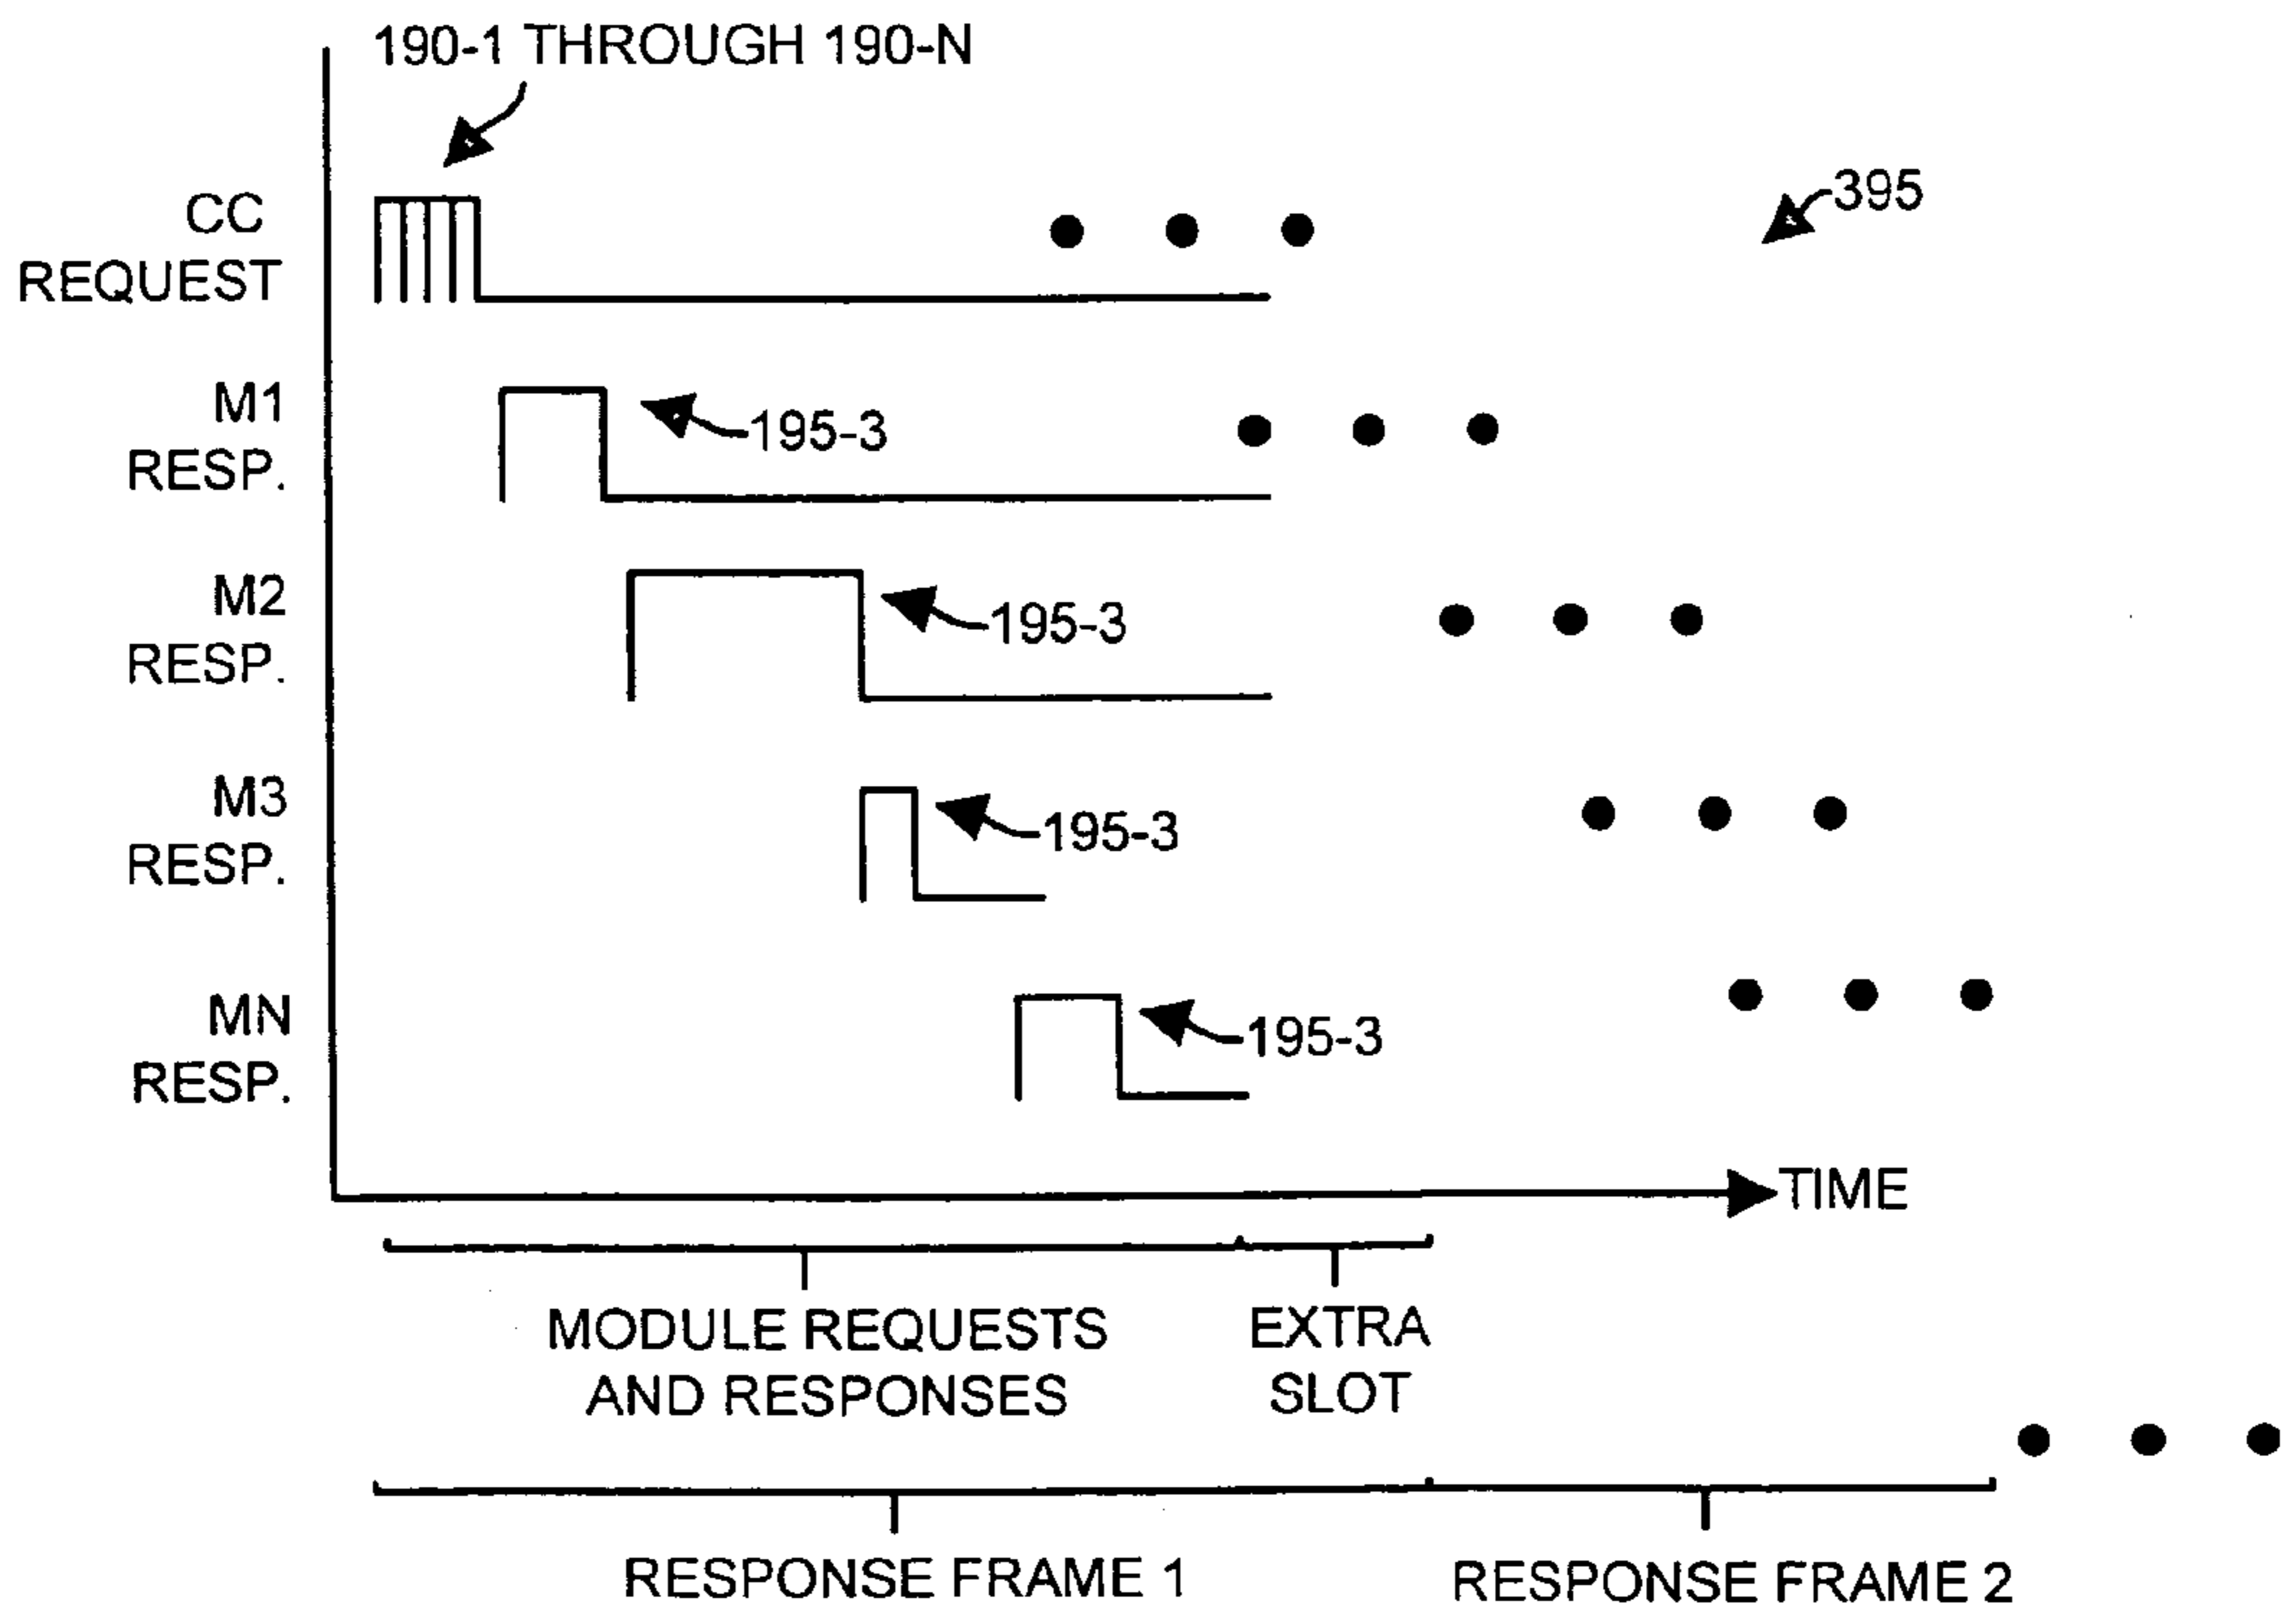 190-1 THROUGH 190-N
CC
REQUEST
395
M1
RESP.
195-3
M2
RESP.
195-3
M3
RESP.
195-3
MN
RESP.
195-3
TIME
MODULE REQUESTS
AND RESPONSES
EXTRA
SLOT
RESPONSE FRAME 1
RESPONSE FRAME 2